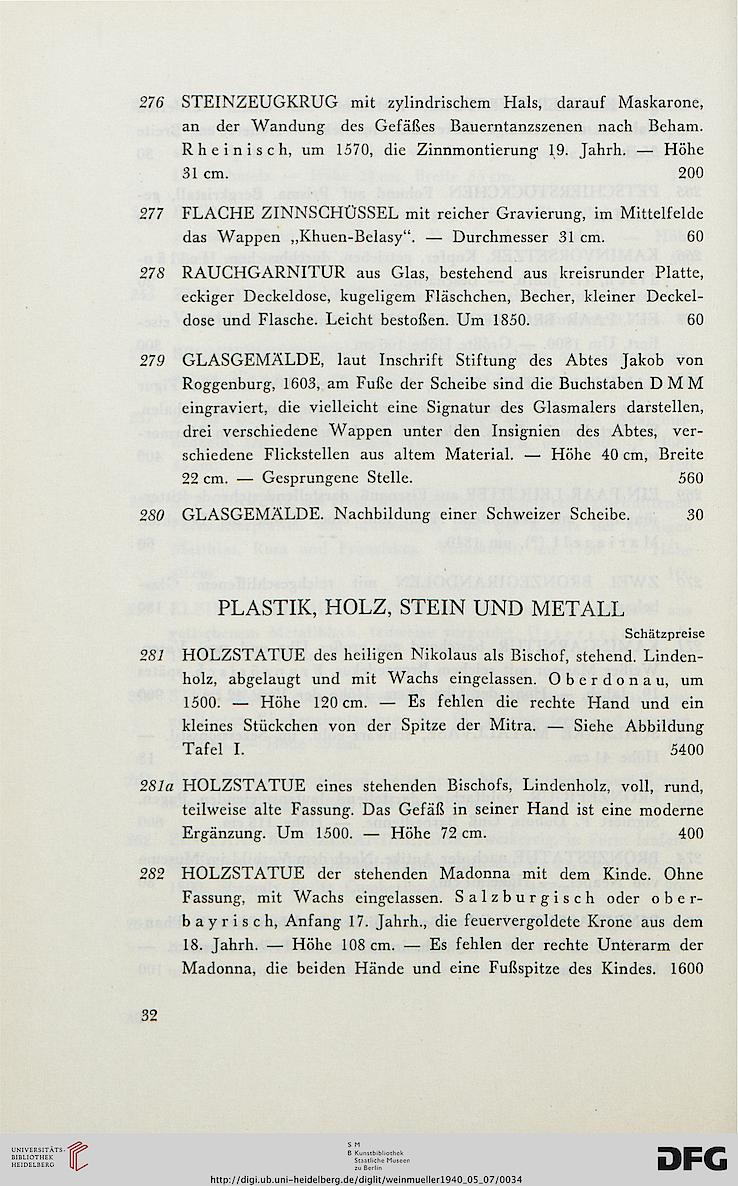 276 STEINZEUGKRUG mit zylindrischem Hals, darauf Maskarone,
an der Wandung des Gefäßes Bauerntanzszenen nach Beham.
Rheinisch, um 1570, die Zinnmontierung 19. Jahrh. — Höhe
31 cm. 200
277 FLACHE ZINNSCHÜSSEL mit reicher Gravierung, im Mittelfelde
das Wappen „Khuen-Belasy“. — Durchmesser 31 cm. 60
278 RAUCHGARNITUR aus Glas, bestehend aus kreisrunder Platte,
eckiger Deckeldose, kugeligem Fläschchen, Becher, kleiner Deckel-
dose und Flasche. Leicht bestoßen. Um 1850. 60
279 GLASGEMÄLDE, laut Inschrift Stiftung des Abtes Jakob von
Roggenburg, 1603, am Fuße der Scheibe sind die Buchstaben D M M
eingraviert, die vielleicht eine Signatur des Glasmalers darstellen,
drei verschiedene Wappen unter den Insignien des Abtes, ver-
schiedene Flickstellen aus altem Material. — Höhe 40 cm, Breite
22 cm. — Gesprungene Stelle. 560
280 GLASGEMÄLDE. Nachbildung einer Schweizer Scheibe. 30
PLASTIK, HOLZ, STEIN UND METALL
Schätzpreise
281 HOLZSTATUE des heiligen Nikolaus als Bischof, stehend. Linden-
holz, abgelaugt und mit Wachs eingelassen. Oberdonau, um
1500. — Höhe 120 cm. — Es fehlen die rechte Hand und ein
kleines Stückchen von der Spitze der Mitra. — Siehe Abbildung
Tafel I. 5400
281a HOLZSTATUE eines stehenden Bischofs, Lindenholz, voll, rund,
teilweise alte Fassung. Das Gefäß in seiner Hand ist eine moderne
Ergänzung. Um 1500. — Höhe 72 cm. 400
282 HOLZSTATUE der stehenden Madonna mit dem Kinde. Ohne
Fassung, mit Wachs eingelassen. Salzburgisch oder ober-
bayrisch, Anfang 17. Jahrh., die feuervergoldete Krone aus dem
18. Jahrh. — Höhe 108 cm. — Es fehlen der rechte Unterarm der
Madonna, die beiden Hände und eine Fußspitze des Kindes. 1600
32
UNIVERSITÄTS-
BIBLIOTHEK
HEIDELBERG
S M
B Kunstbibliothek
Staatliche Museen
zu Berlin
DFG
http://digi.ub.uni-heidelberg.de/diglit/weinmueller1940_05_07/0034